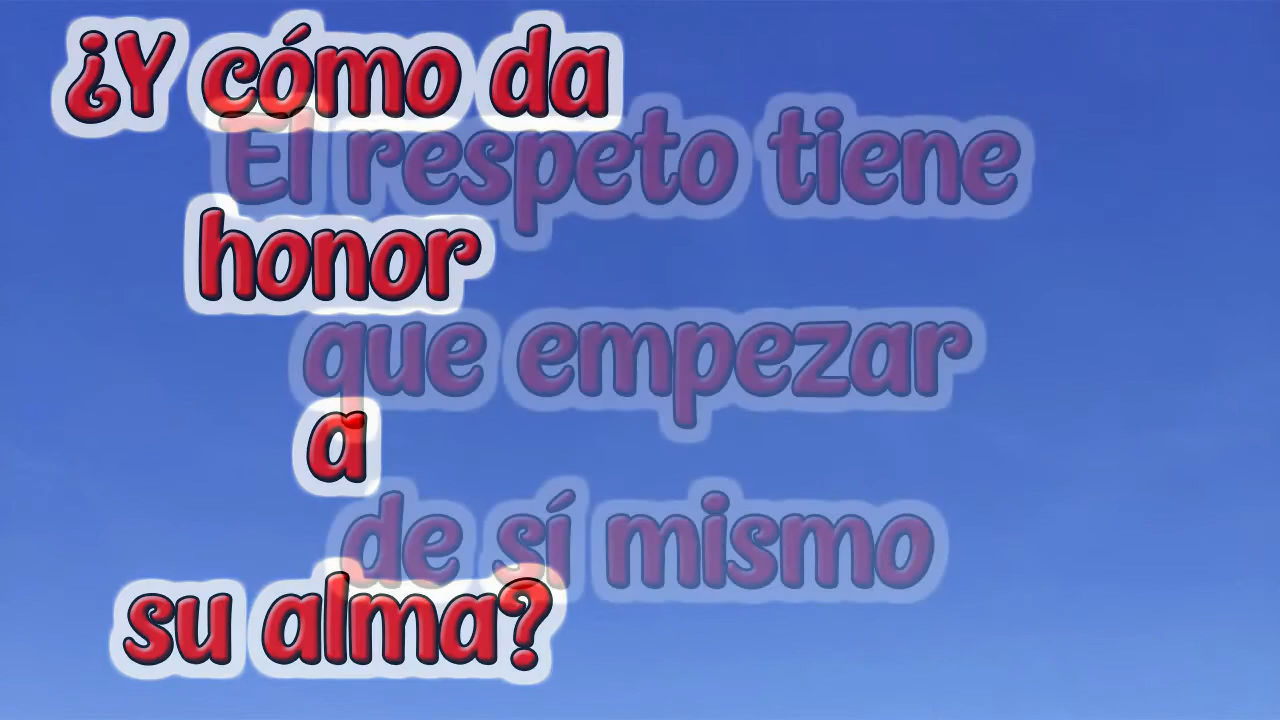 ¿Y cómo da
El respeto tiene
honor
que empezar
a
de sí mismo
su alma?